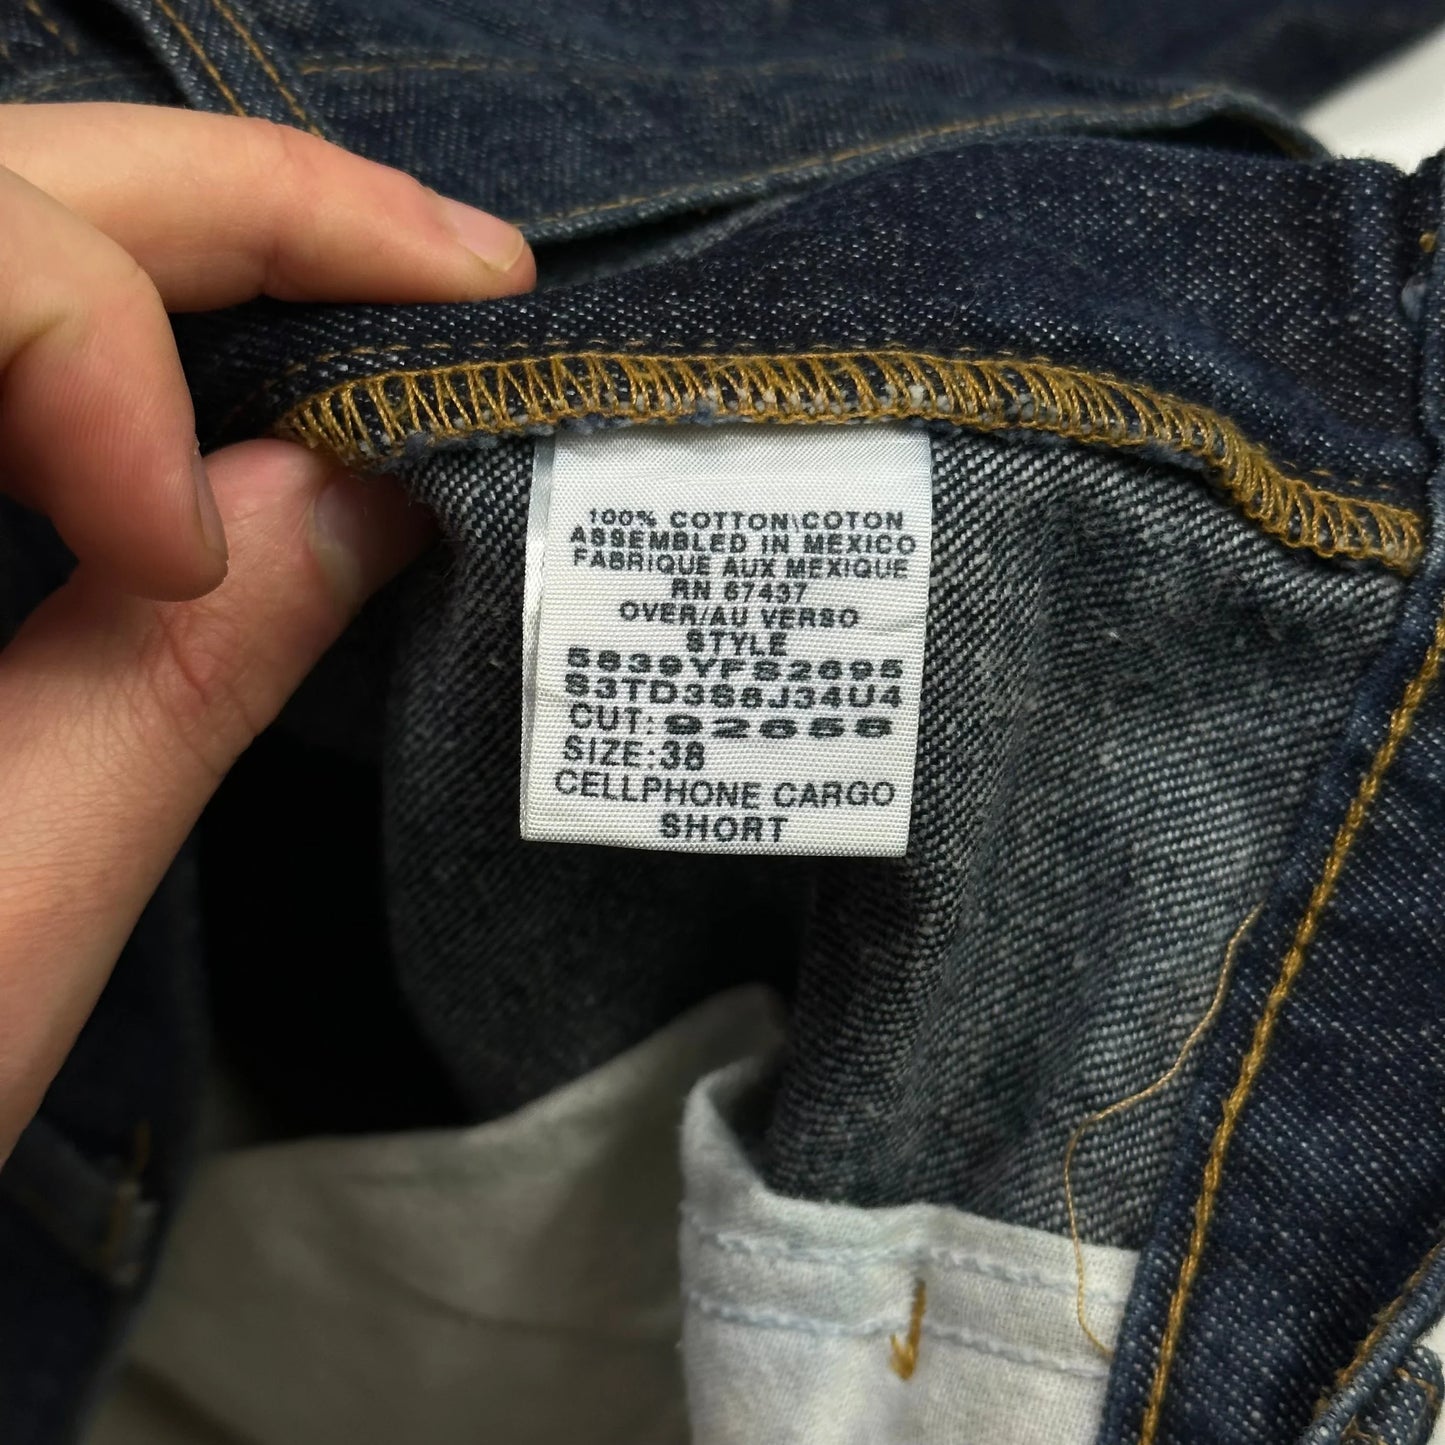 100% COTTON\COTON
ASSEMBLED IN MEXICO
FABRIQUE AUX MEXIQUE
RN 67437
OVER/AU VERSO
STYLE
5839YFS2695
S3TD3S8J34U4
CUT: 92656
SIZE:38
CELLPHONE CARGO
SHORT